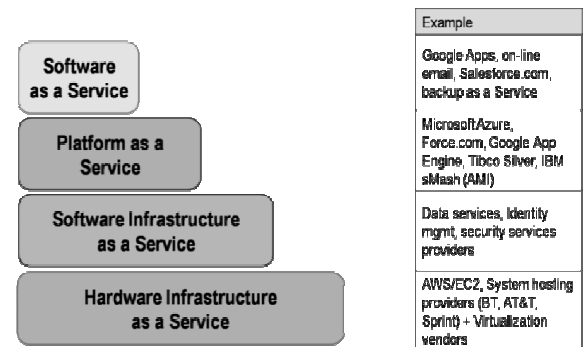 Software
as a Service
Platform as a
Service
Software Infrastructure
as a Service
Hardware Infrastructure
as a Service
Example
Google Apps, on-line
email, Salesforce.com,
backup as a Service
MicrosoftAzure,
Force.com, Google App
Engine, Tibco Silver, IBM
sMash (AMI)
Data services, Identity
mgmt, security services
providers
AWS/EC2, System hosting
providers (BT, AT&T,
Sprint) + Virtualization
vendors